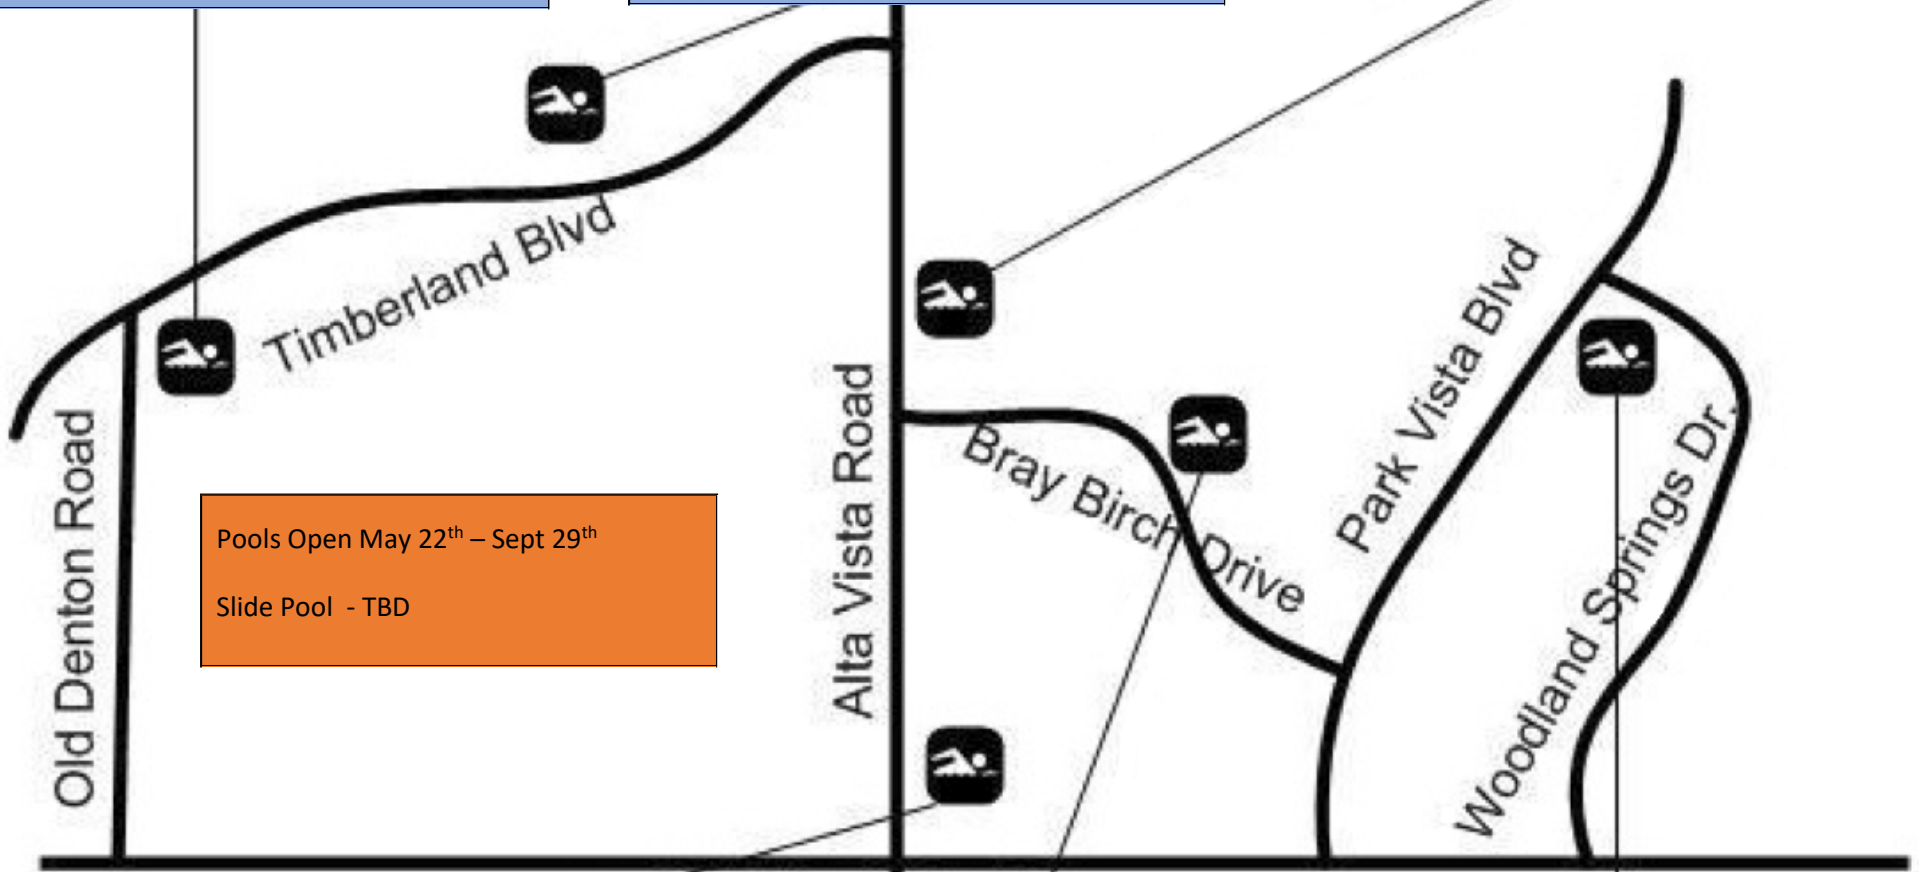 Timberland Blvd
Old Denton Road
Pools Open May 22th – Sept 29th
Slide Pool - TBD
Alta Vista Road
Bray Birch Drive
Park Vista Blvd
Woodland Springs Dr.